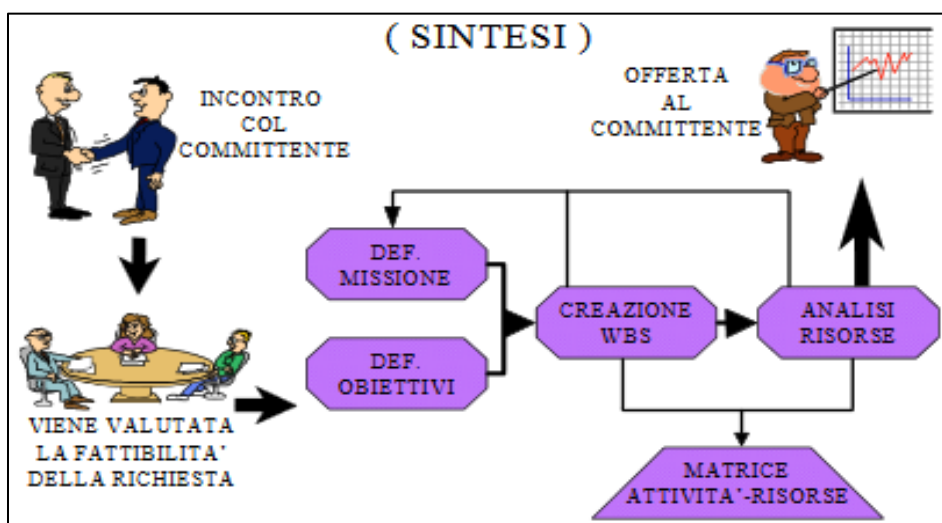 ( SINTESI )
INCONTRO
COL
COMMITTENTE
OFFERTA
AL
COMMITTENTE
DEF.
MISSIONE
CREAZIONE
WBS
ANALISI
RISORSE
DEF.
OBIETTIVI
VIENE VALUTATA
LA FATTIBILITA'
DELLA RICHIESTA
MATRICE
ATTIVITA'-RISORSE